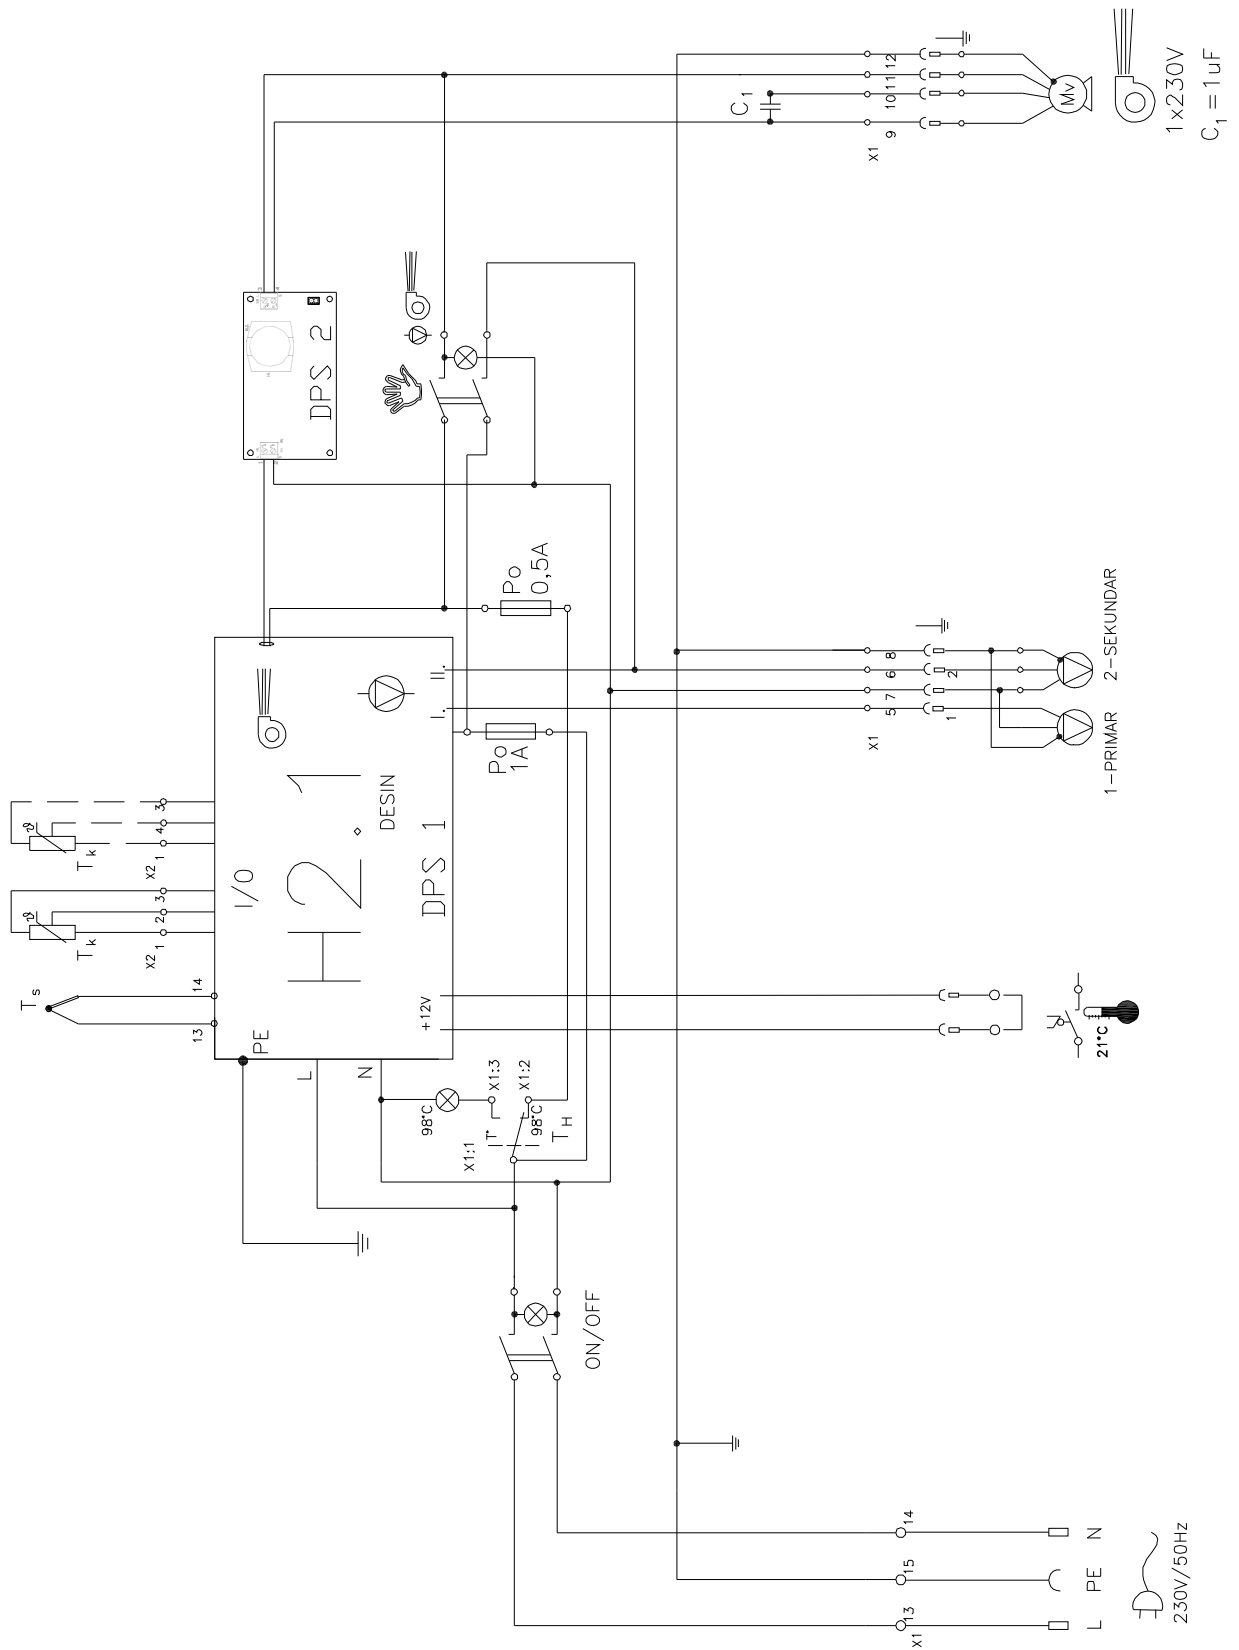 1x230V
C1 = 1uF
12
11
10
9
X1
C1
Mv
DPS 2
Po
0,5A
2-SEKUNDAR
1-PRIMAR
8
6
7
5
X1
2
1
II.
I.
Po
1A
H2.1
DESIN
DPS 1
I/O
3
4
1
X2
Tk
ϑ
3
2
1
X2
Tk
ϑ
Ts
14
13
PE
+12V
L
N
98°C
X1:3
X1:2
X1:1
T°
98°C
TH
21°C
ON/OFF
14
15
13
X1
N
PE
L
230V/50Hz